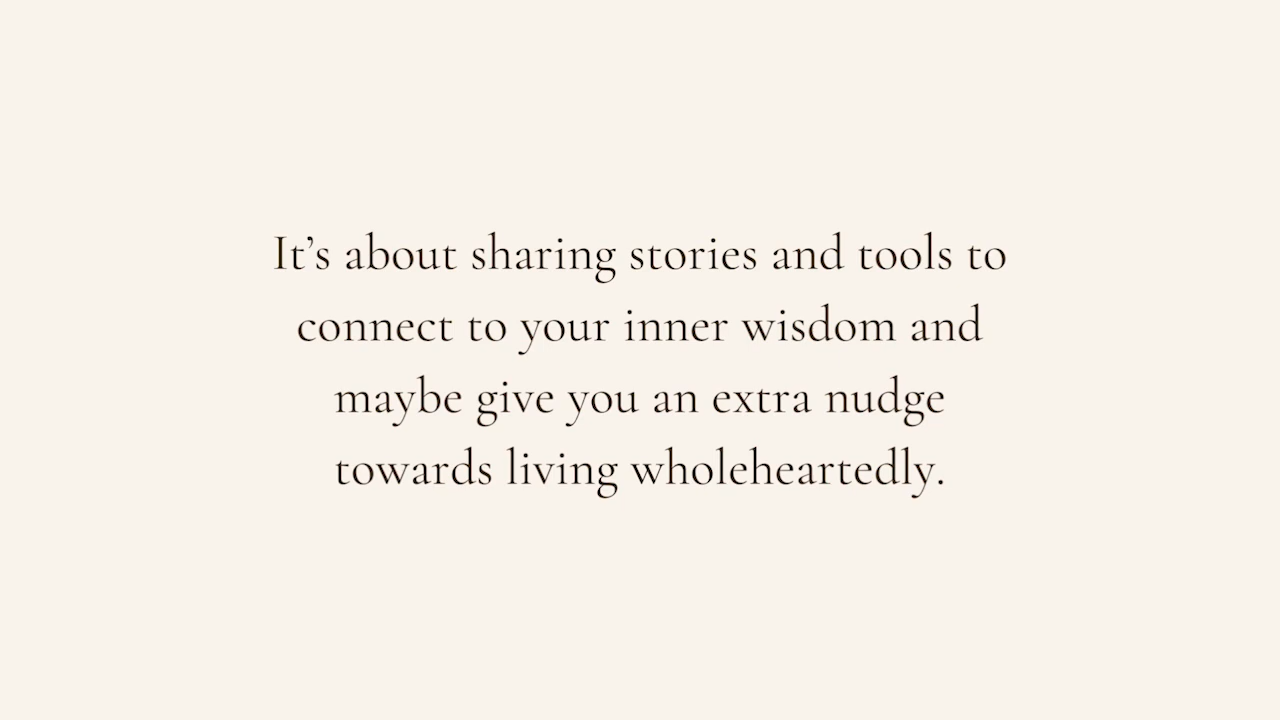 It’s about sharing stories and tools to
connect to your inner wisdom and
maybe give you an extra nudge
towards living wholeheartedly.